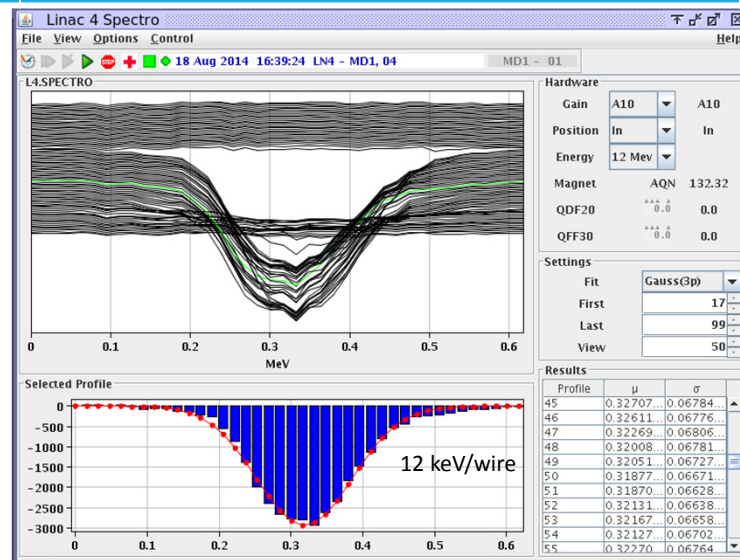 Linac 4 Spectro
File View Options Control Help
18 Aug 2014 16:39:24 LN4 - MD1, 04 MD1 - 01
L4.SPECTRO
0 0.1 0.2 0.3 0.4 0.5 0.6
MeV
Selected Profile
0
-500
-1000
-1500
-2000
-2500
-3000
12 keV/wire
0 0.1 0.2 0.3 0.4 0.5 0.6
Hardware
Gain A10 A10
Position In In
Energy 12 Mev
Magnet AQN 132.32
QDF20 0.0 0.0
QFF30 0.0 0.0
Settings
Fit Gauss(3p)
First 17
Last 99
View 50
Results
Profile μ σ
45 0.32707... 0.06784...
46 0.32611... 0.06776...
47 0.32269... 0.06806...
48 0.32008... 0.06781...
49 0.32051... 0.06727...
50 0.31877... 0.06671...
51 0.31870... 0.06628...
52 0.32131... 0.06638...
53 0.32167... 0.06658...
54 0.32127... 0.06702...
55 0.32270 0.06764